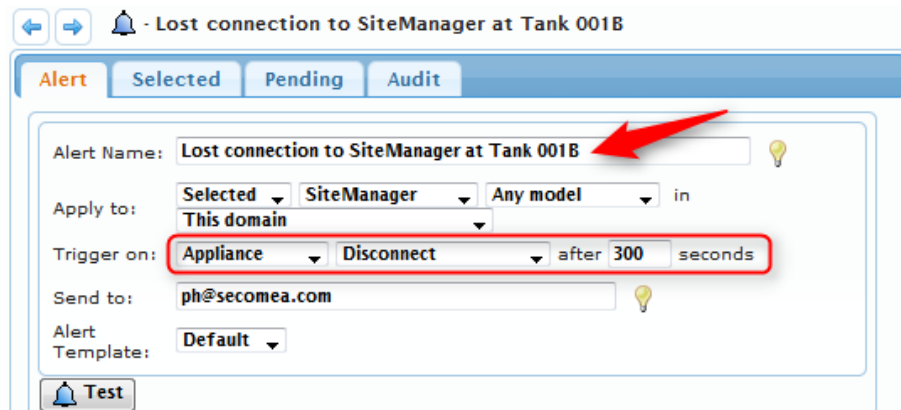 - Lost connection to SiteManager at Tank 001B
Alert Selected Pending Audit
Alert Name: Lost connection to SiteManager at Tank 001B
Apply to: Selected SiteManager Any model in
This domain
Trigger on: Appliance Disconnect after 300 seconds
Send to: ph@secomea.com
Alert Template: Default
Test